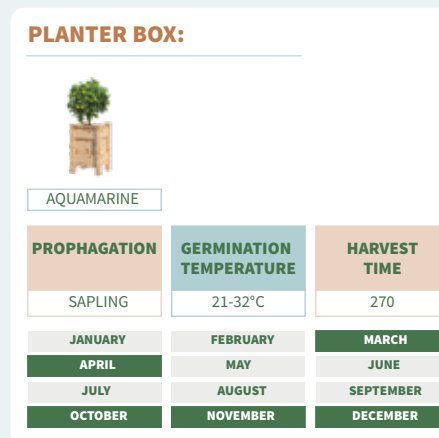 PLANTER BOX:
AQUAMARINE
PROPHAGATION
GERMINATION
TEMPERATURE
HARVEST
TIME
SAPLING
21-32°C
270
JANUARY
FEBRUARY
MARCH
APRIL
MAY
JUNE
JULY
AUGUST
SEPTEMBER
OCTOBER
NOVEMBER
DECEMBER